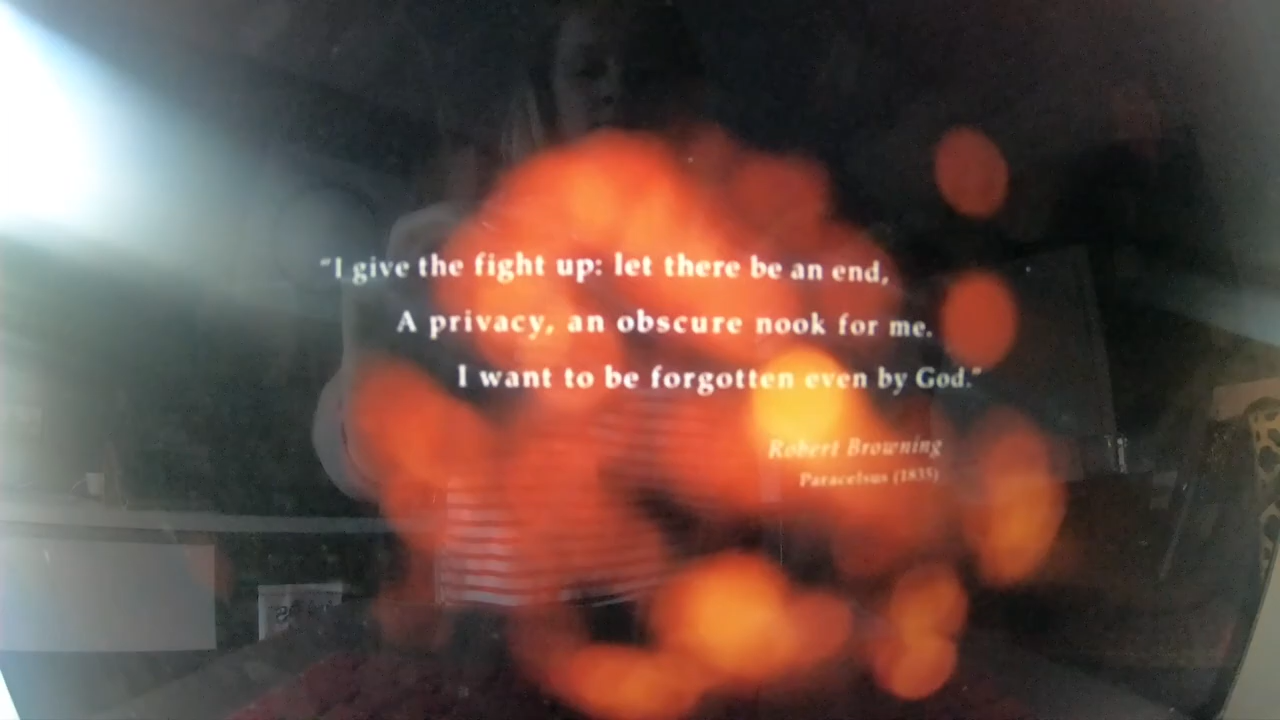 "I give the fight up: let there be an end,
A privacy, an obscure nook for me.
I want to be forgotten even by God."
Robert Browning
Paracelsus (1835)